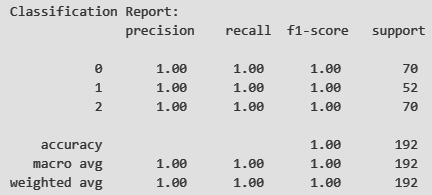 Classification Report:
precision recall f1-score support
0 1.00 1.00 1.00 70
1 1.00 1.00 1.00 52
2 1.00 1.00 1.00 70
accuracy 1.00 192
macro avg 1.00 1.00 1.00 192
weighted avg 1.00 1.00 1.00 192